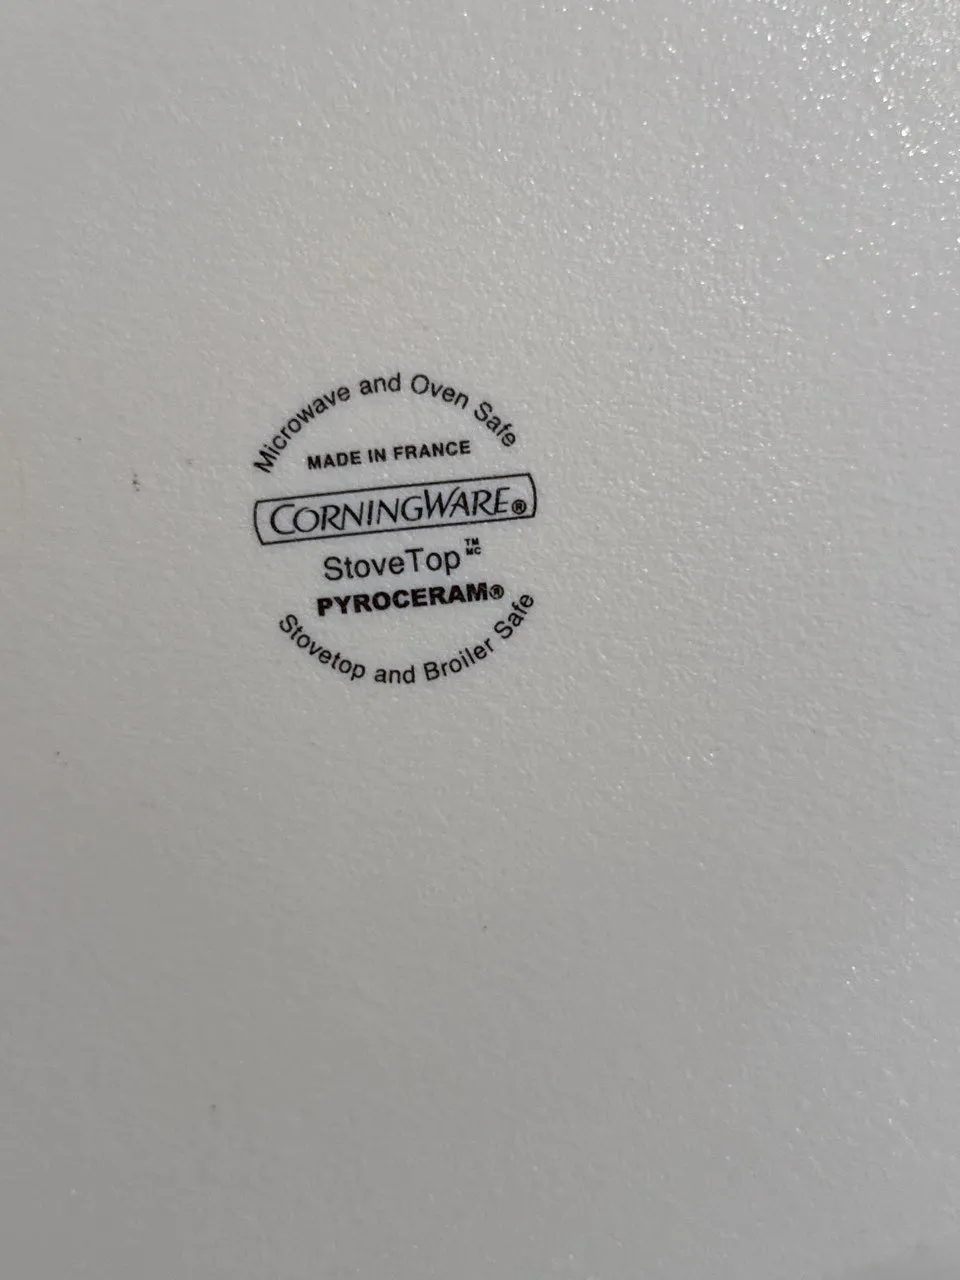 Microwave and Oven Safe
MADE IN FRANCE
CORNINGWARE®
StoveTop™ MC
PYROCERAM®
Stovetop and Broiler Safe